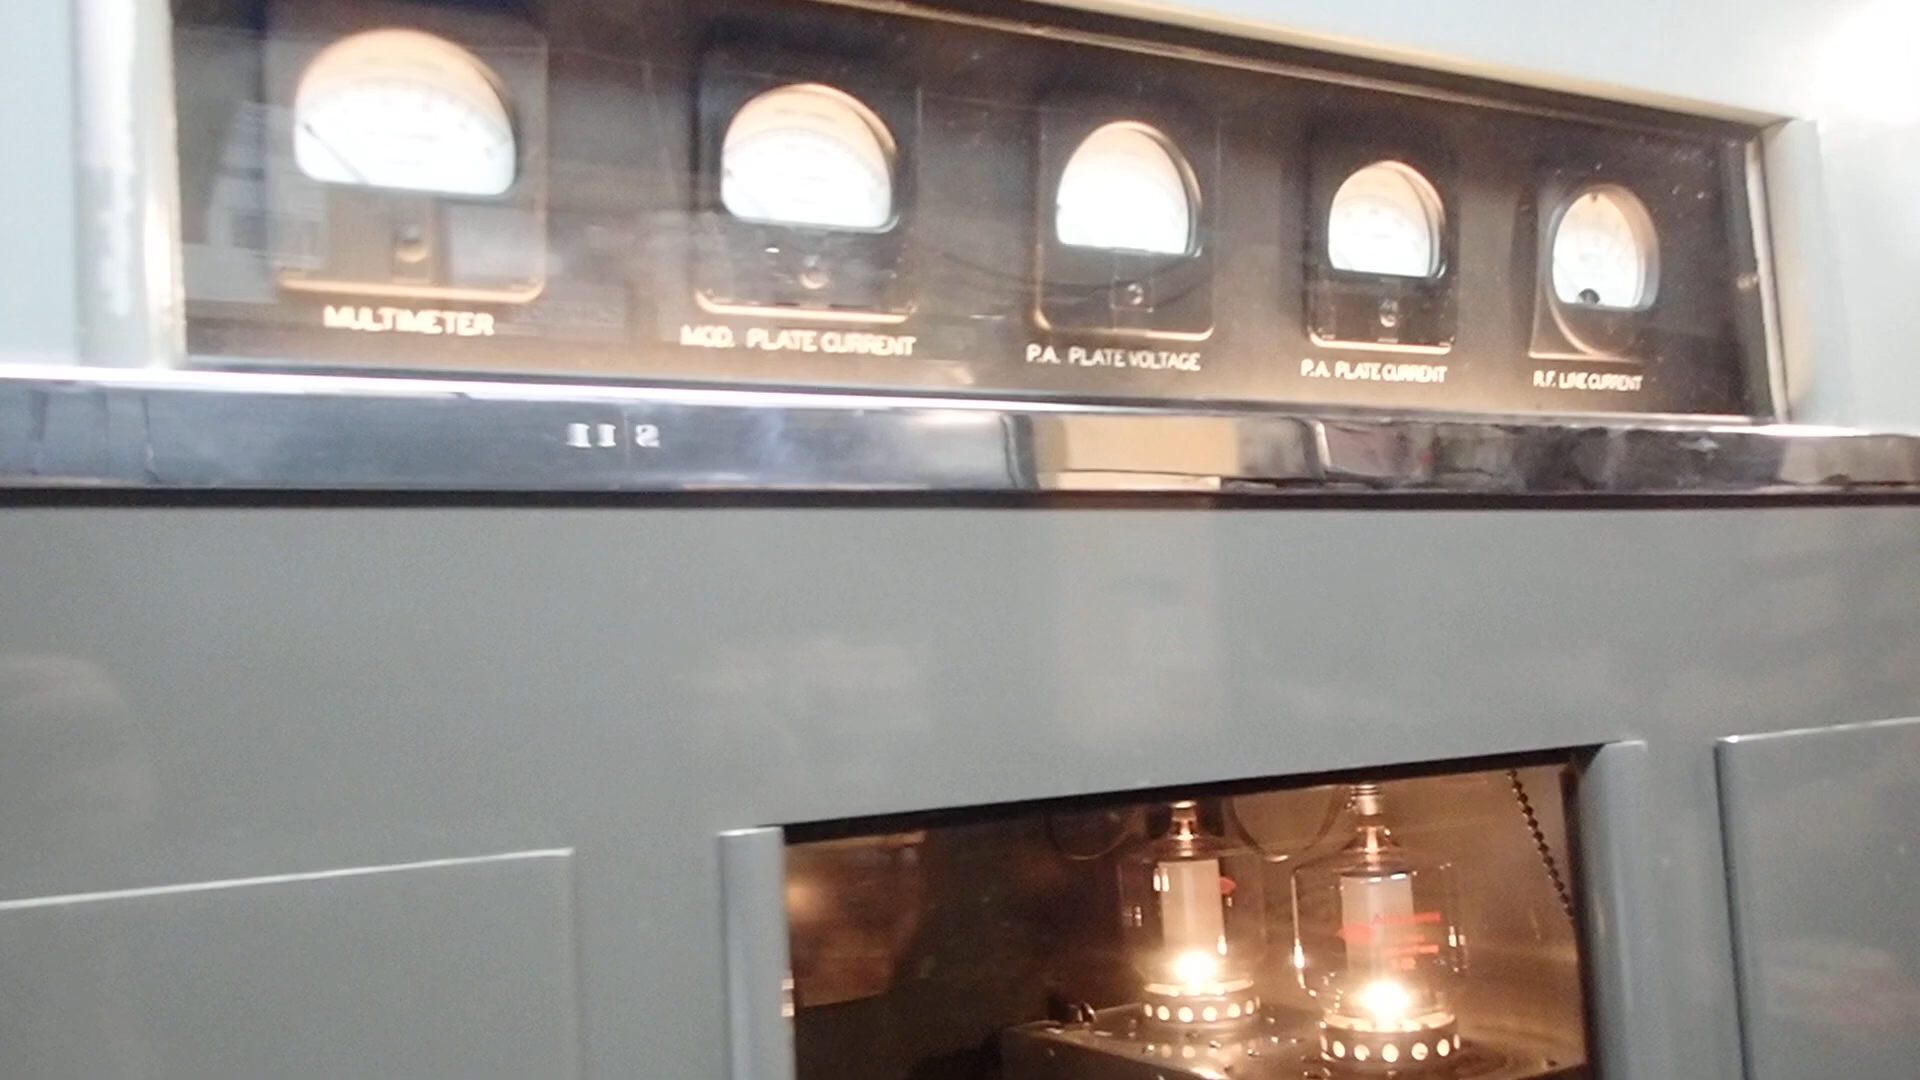 MULTIMETER
MOD. PLATE CURRENT
P.A. PLATE VOLTAGE
P.A. PLATE CURRENT
R.F. LINE CURRENT